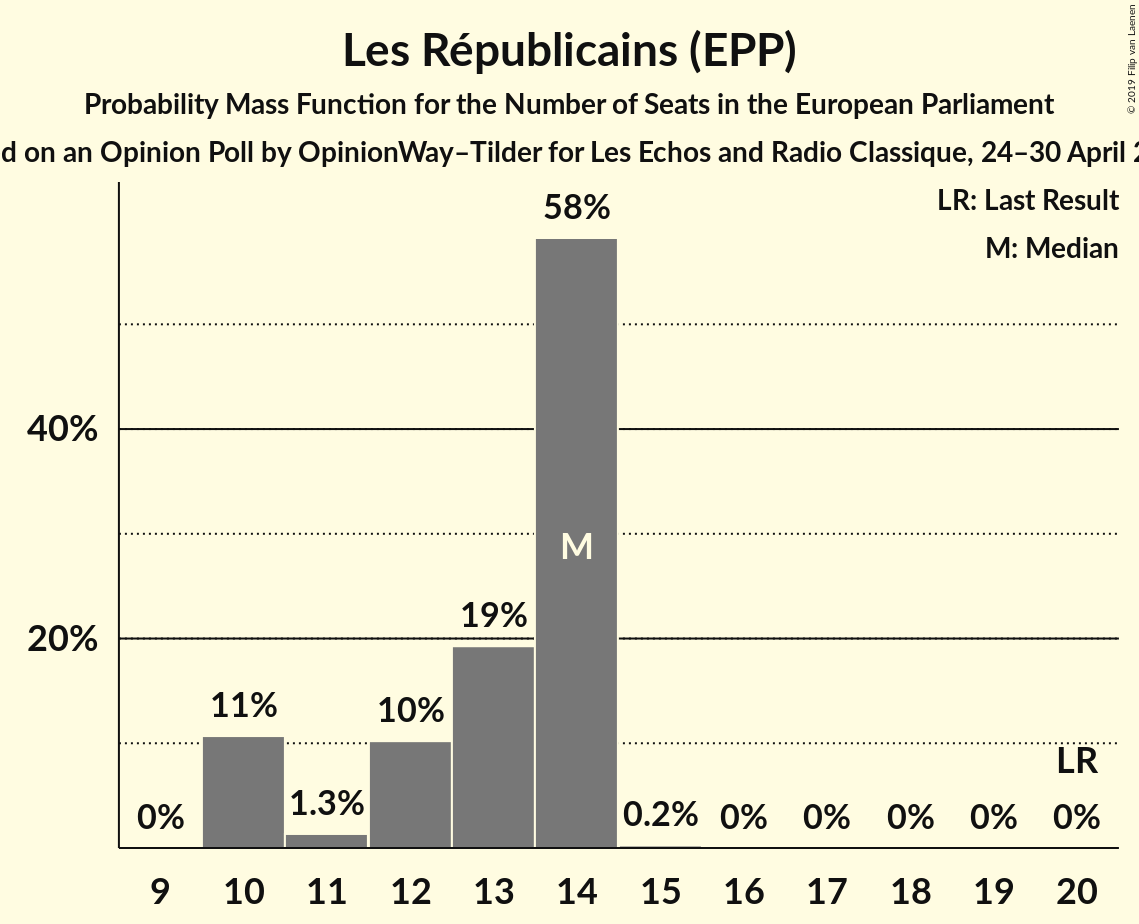 Les Républicains (EPP)
Probability Mass Function for the Number of Seats in the European Parliament
d on an Opinion Poll by OpinionWay–Tilder for Les Echos and Radio Classique, 24–30 April 2
© 2019 Filip van Laenen
LR: Last Result
M: Median
58%
40%
M
19%
20%
11%
10%
LR
0%
1.3%
0.2%
0%
0%
0%
0%
0%
9 10 11 12 13 14 15 16 17 18 19 20